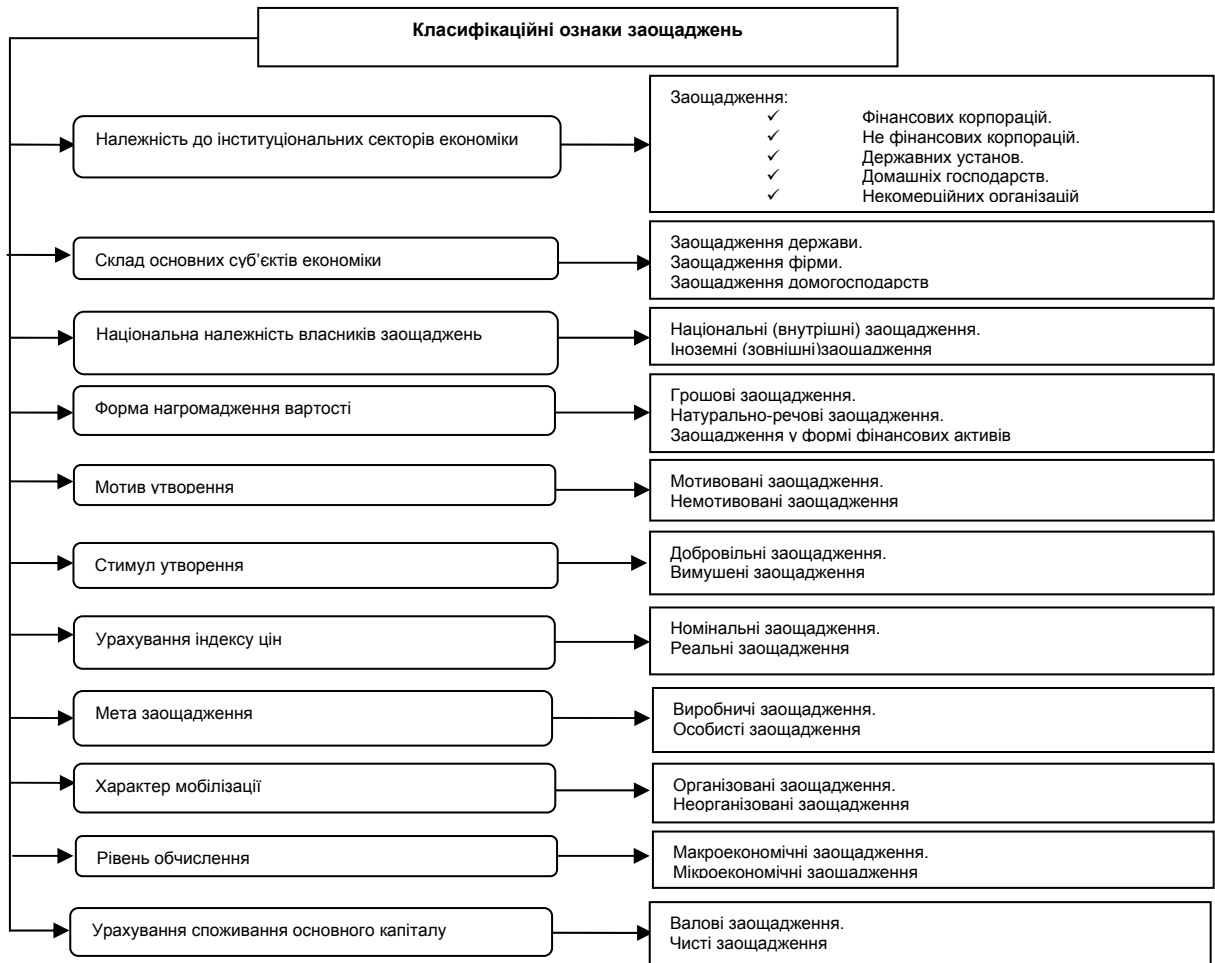 Класифікаційні ознаки заощаджень
Належність до інституціональних секторів економіки
Заощадження:
✓ Фінансових корпорацій.
✓ Не фінансових корпорацій.
✓ Державних установ.
✓ Домашніх господарств.
✓ Некомерційних організацій
Склад основних суб’єктів економіки
Заощадження держави.
Заощадження фірми.
Заощадження домогосподарств
Національна належність власників заощаджень
Національні (внутрішні) заощадження.
Іноземні (зовнішні)заощадження
Форма нагромадження вартості
Грошові заощадження.
Натурально-речові заощадження.
Заощадження у формі фінансових активів
Мотив утворення
Мотивовані заощадження.
Немотивовані заощадження
Стимул утворення
Добровільні заощадження.
Вимушені заощадження
Урахування індексу цін
Номінальні заощадження.
Реальні заощадження
Мета заощадження
Виробничі заощадження.
Особисті заощадження
Характер мобілізації
Організовані заощадження.
Неорганізовані заощадження
Рівень обчислення
Макроекономічні заощадження.
Мікроекономічні заощадження
Урахування споживання основного капіталу
Валові заощадження.
Чисті заощадження